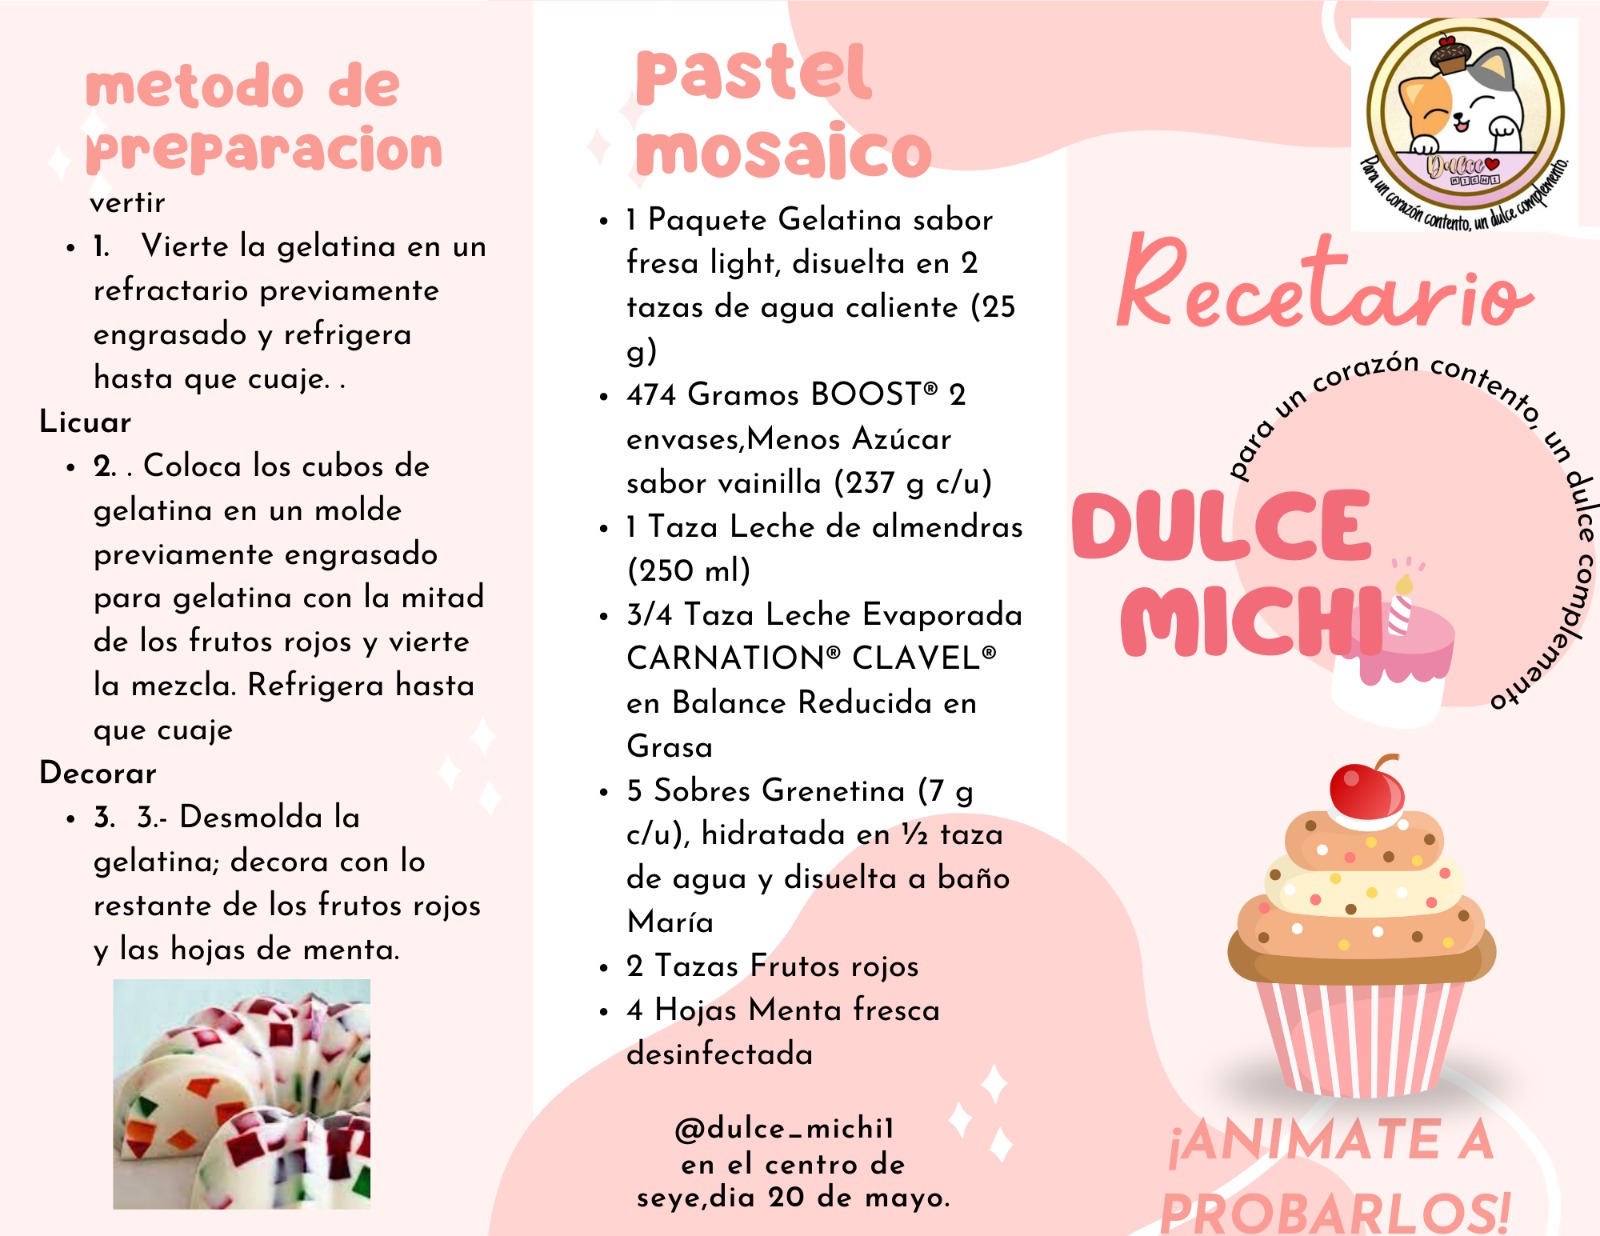 metodo de
preparacion
vertir
1. Vierte la gelatina en un
refractario previamente
engrasado y refrigera
hasta que cuaje. .
Licuar
2. . Coloca los cubos de
gelatina en un molde
previamente engrasado
para gelatina con la mitad
de los frutos rojos y vierte
la mezcla. Refrigera hasta
que cuaje
Decorar
3. 3.- Desmolda la
gelatina; decora con lo
restante de los frutos rojos
y las hojas de menta.
pastel
mosaico
1 Paquete Gelatina sabor
fresa light, disuelta en 2
tazas de agua caliente (25
g)
474 Gramos BOOST® 2
envases,Menos Azúcar
sabor vainilla (237 g c/u)
1 Taza Leche de almendras
(250 ml)
3/4 Taza Leche Evaporada
CARNATION® CLAVEL®
en Balance Reducida en
Grasa
5 Sobres Grenetina (7 g
c/u), hidratada en ½ taza
de agua y disuelta a baño
María
2 Tazas Frutos rojos
4 Hojas Menta fresca
desinfectada
@dulce_michi1
en el centro de
seye,dia 20 de mayo.
Dulce
MICHI
Para un corazón contento, un dulce complemento.
Recetario
para un corazón contento, un dulce complemento
DULCE
MICHI
¡ANIMATE A
PROBARLOS!